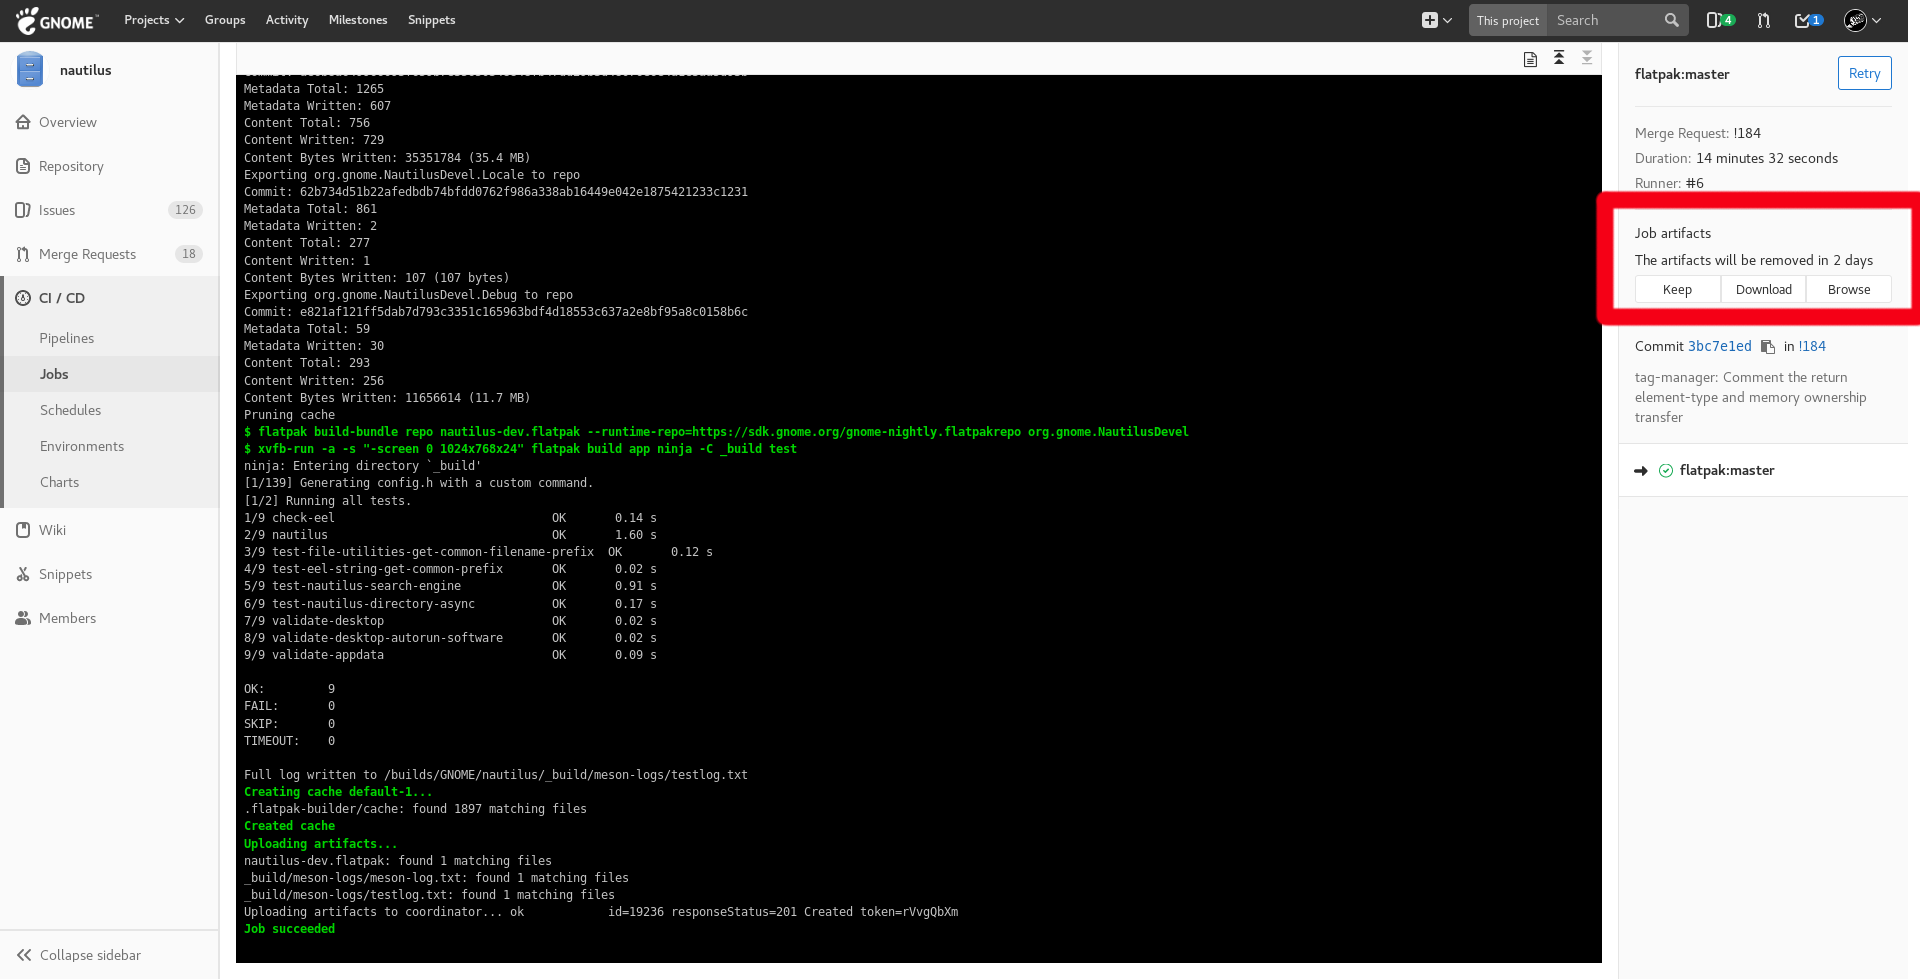 GNOME™ Projects Groups Activity Milestones Snippets This project Search 4 1
nautilus
Overview
Repository
Issues 126
Merge Requests 18
CI / CD
Pipelines
Jobs
Schedules
Environments
Charts
Wiki
Snippets
Members
Collapse sidebar
Metadata Total: 1265
Metadata Written: 607
Content Total: 756
Content Written: 729
Content Bytes Written: 35351784 (35.4 MB)
Exporting org.gnome.NautilusDevel.Locale to repo
Commit: 62b734d51b22afedbdb74bfdd0762f986a338ab16449e042e1875421233c1231
Metadata Total: 861
Metadata Written: 2
Content Total: 277
Content Written: 1
Content Bytes Written: 107 (107 bytes)
Exporting org.gnome.NautilusDevel.Debug to repo
Commit: e821af121ff5dab7d793c3351c165963bdf4d18553c637a2e8bf95a8c0158b6c
Metadata Total: 59
Metadata Written: 30
Content Total: 293
Content Written: 256
Content Bytes Written: 11656614 (11.7 MB)
Pruning cache
$ flatpak build-bundle repo nautilus-dev.flatpak --runtime-repo=https://sdk.gnome.org/gnome-nightly.flatpakrepo org.gnome.NautilusDevel
$ xvfb-run -a -s "-screen 0 1024x768x24" flatpak build app ninja -C _build test
ninja: Entering directory `_build'
[1/139] Generating config.h with a custom command.
[1/2] Running all tests.
1/9 check-eel OK 0.14 s
2/9 nautilus OK 1.60 s
3/9 test-file-utilities-get-common-filename-prefix OK 0.12 s
4/9 test-eel-string-get-common-prefix OK 0.02 s
5/9 test-nautilus-search-engine OK 0.91 s
6/9 test-nautilus-directory-async OK 0.17 s
7/9 validate-desktop OK 0.02 s
8/9 validate-desktop-autorun-software OK 0.02 s
9/9 validate-appdata OK 0.09 s
OK: 9
FAIL: 0
SKIP: 0
TIMEOUT: 0
Full log written to /builds/GNOME/nautilus/_build/meson-logs/testlog.txt
Creating cache default-1...
.flatpak-builder/cache: found 1897 matching files
Created cache
Uploading artifacts...
nautilus-dev.flatpak: found 1 matching files
_build/meson-logs/meson-log.txt: found 1 matching files
_build/meson-logs/testlog.txt: found 1 matching files
Uploading artifacts to coordinator... ok id=19236 responseStatus=201 Created token=rVvgQbXm
Job succeeded
flatpak:master Retry
Merge Request: !184
Duration: 14 minutes 32 seconds
Runner: #6
Job artifacts
The artifacts will be removed in 2 days
Keep Download Browse
Commit 3bc7e1ed in !184
tag-manager: Comment the return
element-type and memory ownership
transfer
flatpak:master